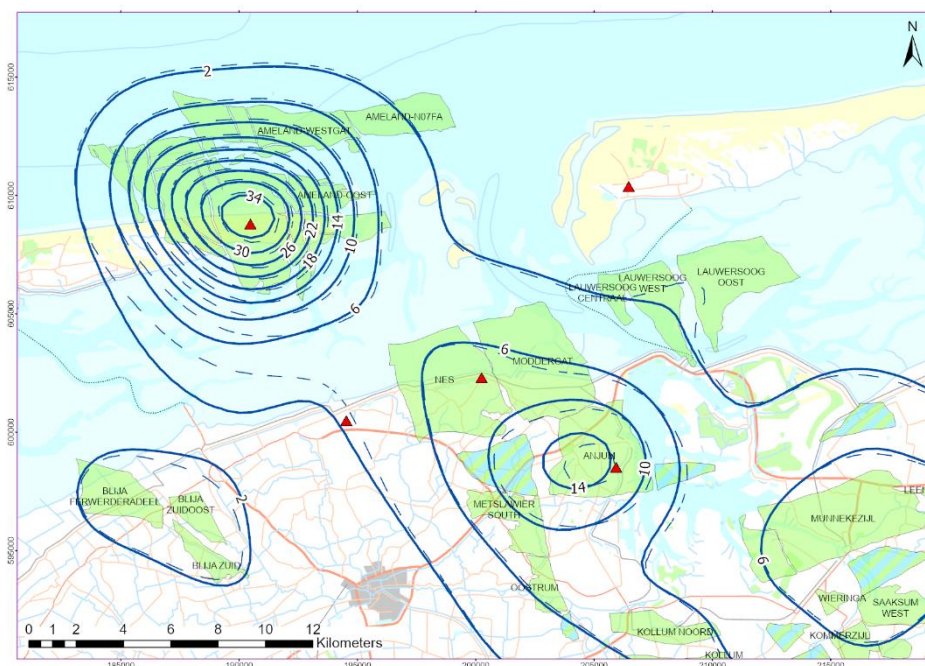 N
615000
610000
605000
600000
595000
2
AMELAND-WESTGAT
AMELAND-N07FA
AMELAND-OOST
34
30
26
22
18
14
10
6
LAUWERSOOG
CENTRAAL
LAUWERSOOG
WEST
LAUWERSOOG
OOST
6
MODDERGAT
NES
ANJUM
10
14
METSLAWIER
SOUTH
OOSTRUM
BLIJA
FERWERDERADEEL
BLIJA
ZUIDOOST
BLIJA ZUID
2
MUNNEKEZIJL
6
WIERINGA
SAAKSUM
WEST
KOMMERZIJL
KOLLUM NOORD
KOLLUM
0 1 2 4 6 8 10 12
Kilometers
185000 190000 195000 200000 205000 210000